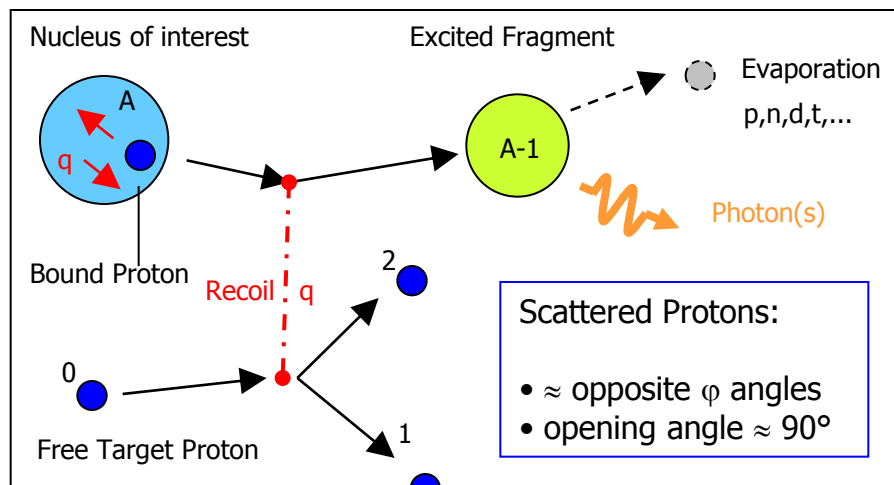 Nucleus of interest
Excited Fragment
A
q
Bound Proton
A-1
Evaporation
p,n,d,t,...
Photon(s)
Recoil q
2
0
1
Free Target Proton
Scattered Protons:
• ≈ opposite φ angles
• opening angle ≈ 90°